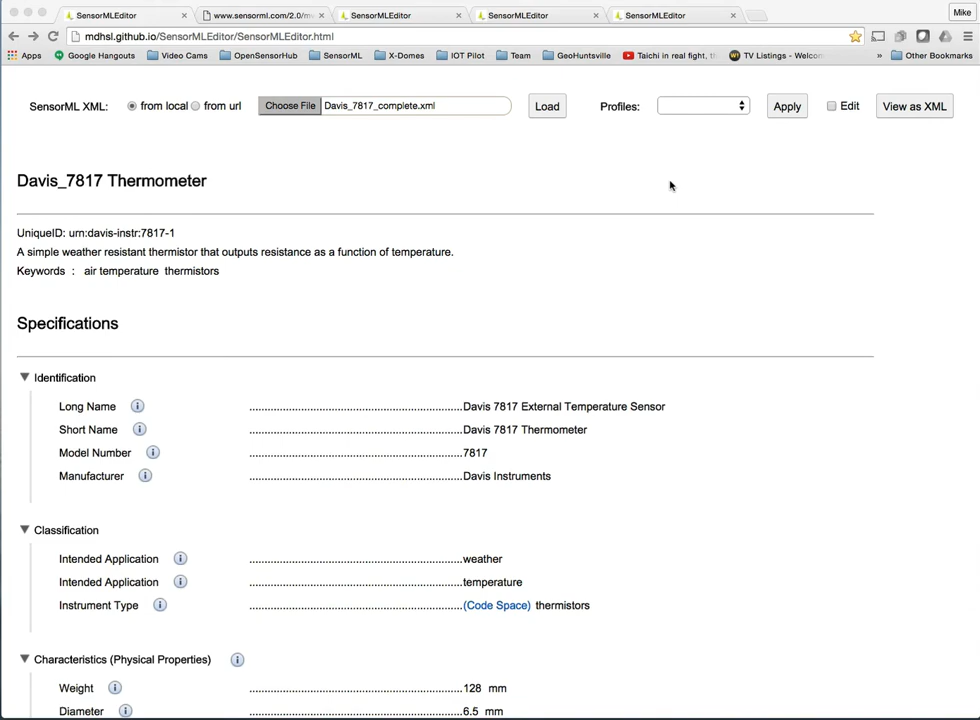 SensorMLEditor
www.sensorml.com/2.0/m
SensorMLEditor
SensorMLEditor
SensorMLEditor
Mike
mdhsl.github.io/SensorMLEditor/SensorMLEditor.html
Apps Google Hangouts Video Cams OpenSensorHub SensorML X-Domes IOT Pilot Team GeoHuntsville Taichi in real fight, th TV Listings - Welcom » Other Bookmarks
SensorML XML: from local from url Choose File Davis_7817_complete.xml Load Profiles: Apply Edit View as XML
Davis_7817 Thermometer
UniqueID: urn:davis-instr:7817-1
A simple weather resistant thermistor that outputs resistance as a function of temperature.
Keywords : air temperature thermistors
Specifications
Identification
Long Name i ......................................................................Davis 7817 External Temperature Sensor
Short Name i ......................................................................Davis 7817 Thermometer
Model Number i ......................................................................7817
Manufacturer i ......................................................................Davis Instruments
Classification
Intended Application i ......................................................................weather
Intended Application i ......................................................................temperature
Instrument Type i ......................................................................(Code Space) thermistors
Characteristics (Physical Properties) i
Weight i ......................................................................128 mm
Diameter i ......................................................................6.5 mm